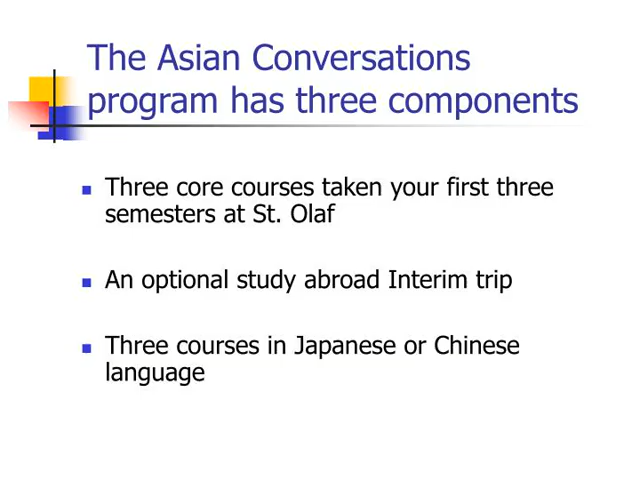 The Asian Conversations
program has three components
Three core courses taken your first three
semesters at St. Olaf
An optional study abroad Interim trip
Three courses in Japanese or Chinese
language